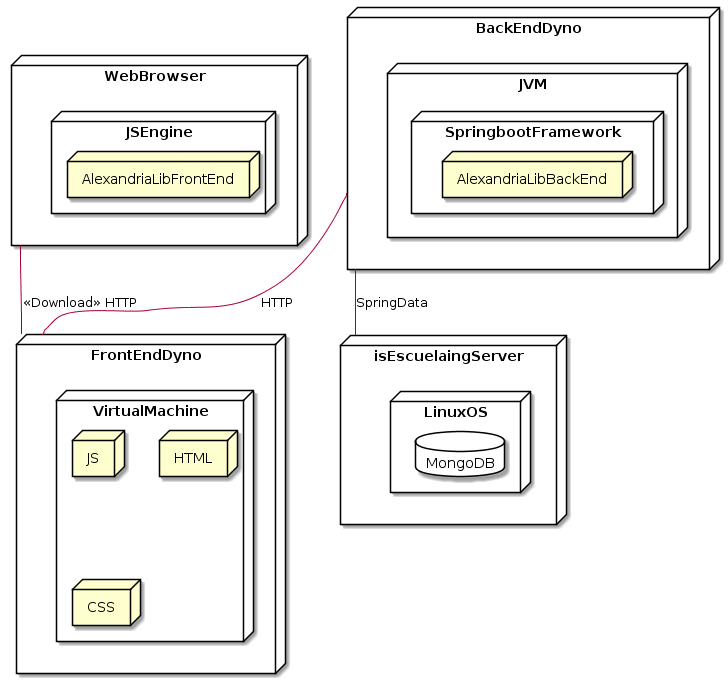 BackEndDyno
WebBrowser
JVM
JSEngine
SpringbootFramework
AlexandriaLibFrontEnd
AlexandriaLibBackEnd
«Download» HTTP
HTTP
SpringData
FrontEndDyno
isEscuelaingServer
VirtualMachine
LinuxOS
JS
HTML
MongoDB
CSS